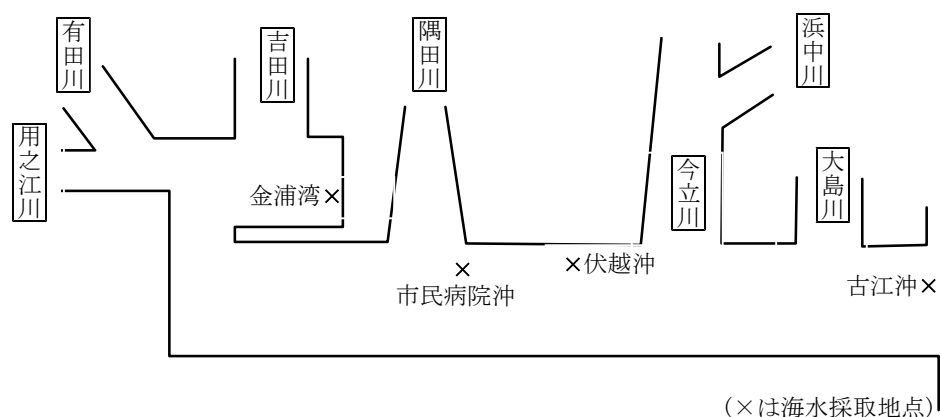 有田川
吉田川
隅田川
浜中川
用之江川
今立川
大島川
金浦湾×
×伏越沖
×
市民病院沖
古江沖×
(×は海水採取地点)